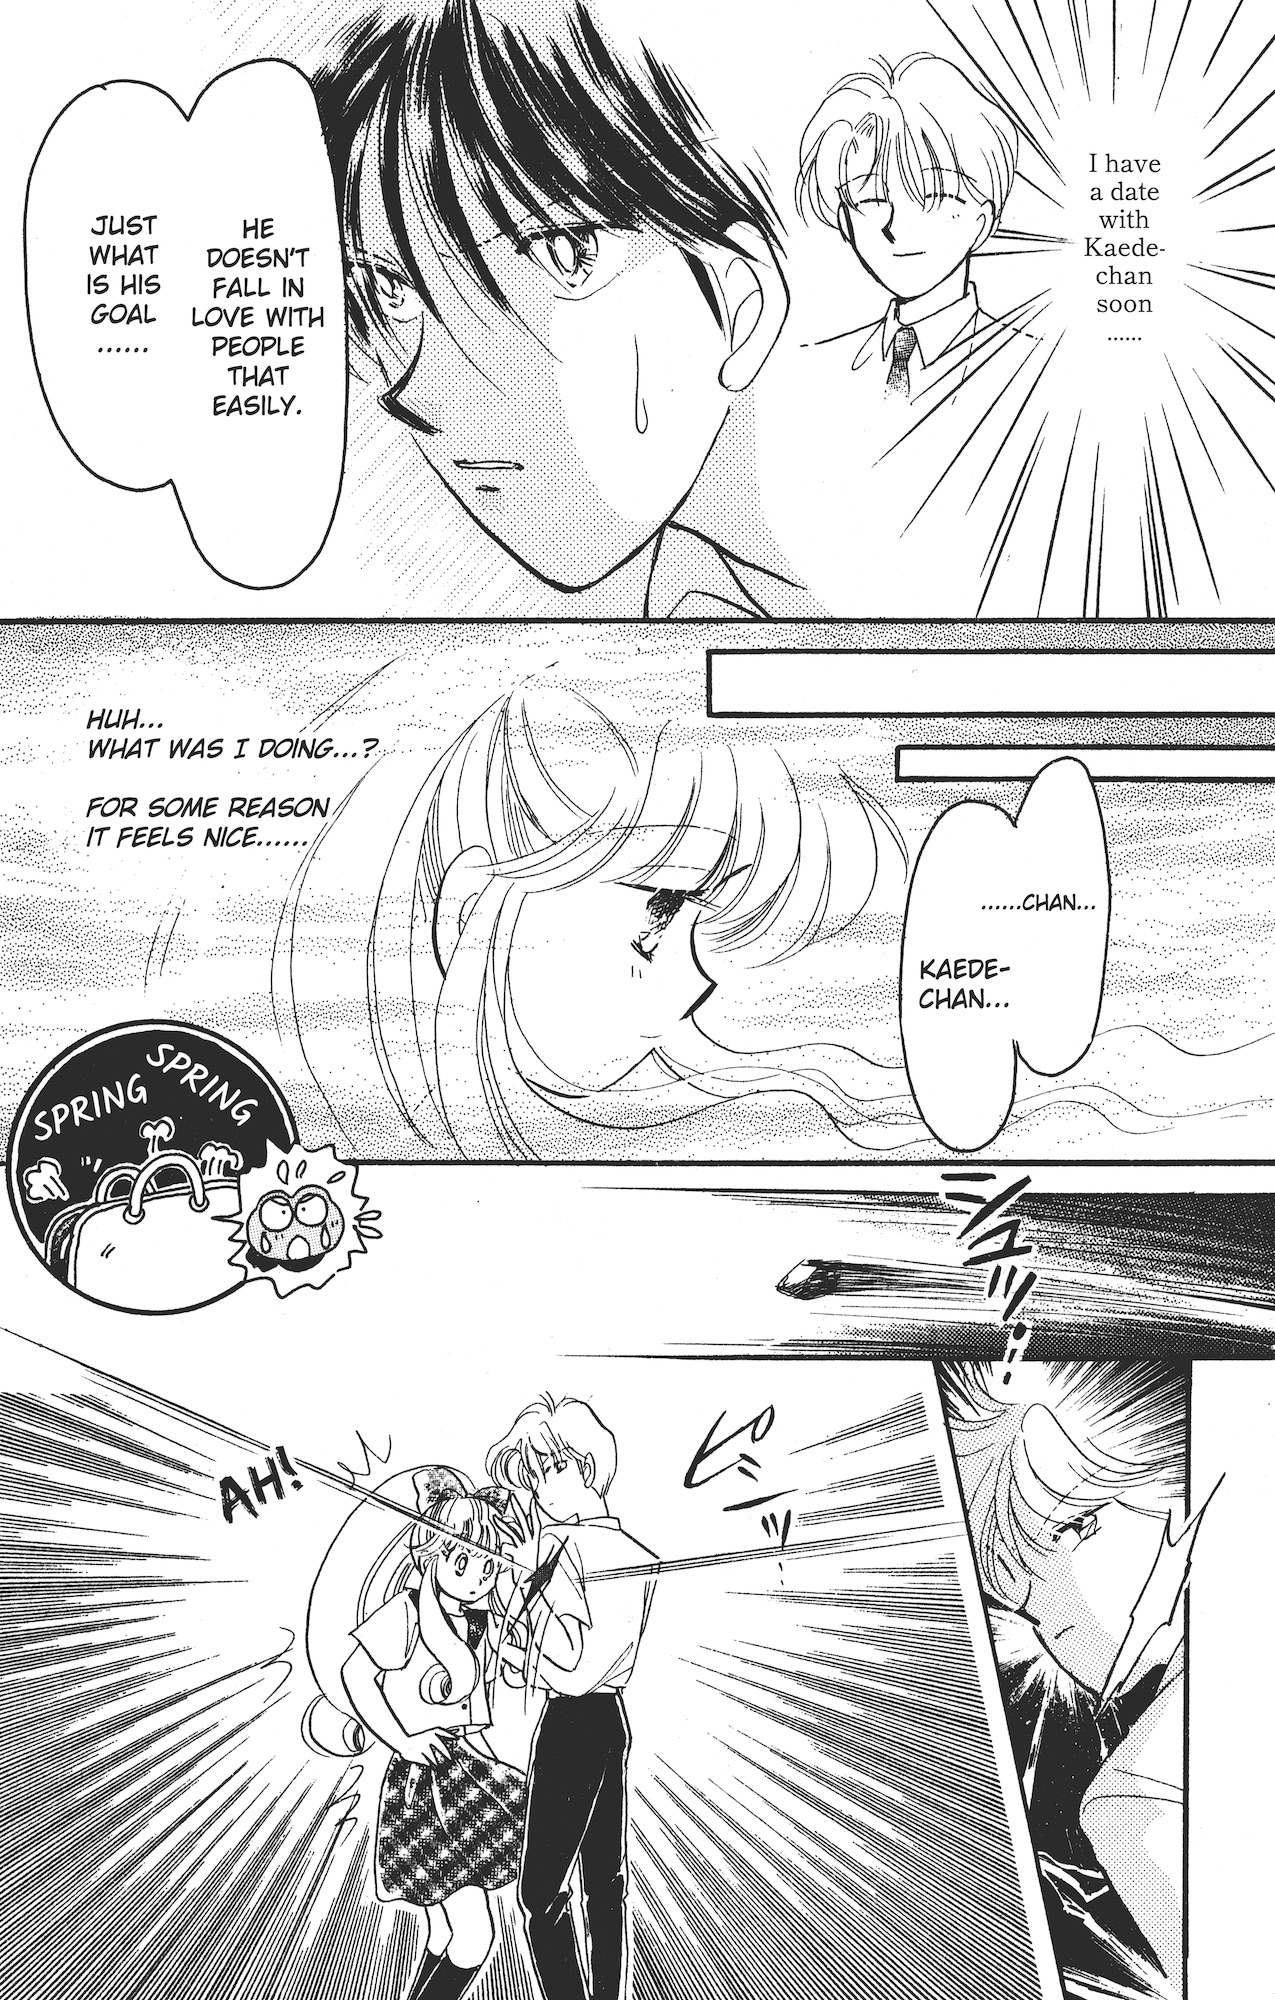 I have
a date
with
Kaede-
chan
soon
......
HE
DOESN'T
FALL IN
LOVE WITH
PEOPLE
THAT
EASILY.
JUST
WHAT
IS HIS
GOAL
......
......CHAN...
KAEDE-
CHAN...
HUH...
WHAT WAS I DOING...?
FOR SOME REASON
IT FEELS NICE......
SPRING
SPRING
シュッ
ピシッ
AH!